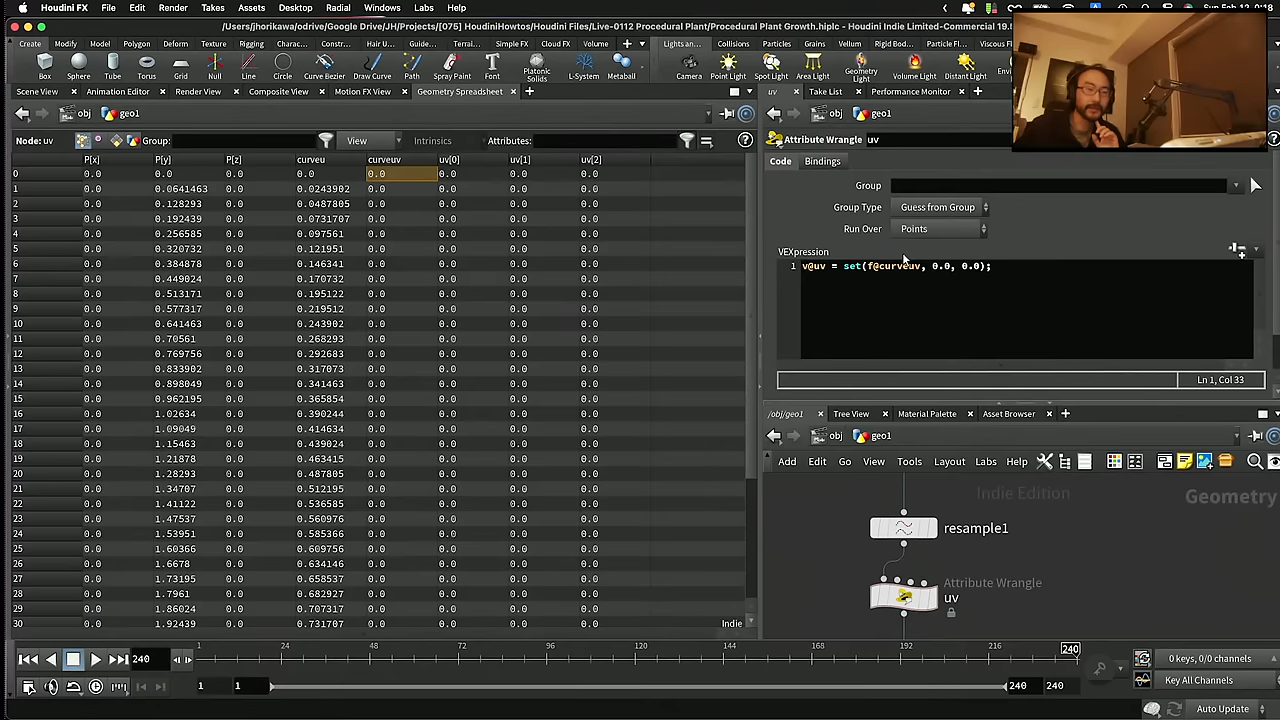 Houdini FX File Edit Render Takes Assets Desktop Labs Help Sun Feb 12 0:18
/Users/jhorikawa/odrive/Google Drive/JH/Projects/[075] HoudiniHowtos/Houdini Files/Live-0112 Procedural Plant/Procedural Plant Growth.hiplc - Houdini Indie Limited-Commercial 19.
Create Modify Model Polygon Deform Texture Rigging Charac... Constr... Hair U... Guide... Terrai... Simple FX Cloud FX Volume Lights an... Collisions Particles Grains Vellum Rigid Bod... Particle Fl... Viscous F
Box Sphere Tube Torus Grid Null Line Circle Curve Bezier Draw Curve Path Spray Paint Font Platonic Solids L-System Metaball Camera Point Light Spot Light Area Light Geometry Light Volume Light Distant Light
Scene View Animation Editor Render View Composite View Motion FX View Geometry Spreadsheet uv Take List Performance Monitor
obj geo1 obj geo1
Node: uv Group: View Intrinsics Attributes: Attribute Wrangle uv
Code Bindings
Group
Group Type Guess from Group
Run Over Points
VEXpression
1 v@uv = set(f@curveuv, 0.0, 0.0);
Ln 1, Col 33
P[x] P[y] P[z] curveu curveuv uv[0] uv[1] uv[2]
0 0.0 0.0 0.0 0.0 0.0 0.0 0.0 0.0
1 0.0 0.0641463 0.0 0.0243902 0.0 0.0 0.0 0.0
2 0.0 0.128293 0.0 0.0487805 0.0 0.0 0.0 0.0
3 0.0 0.192439 0.0 0.0731707 0.0 0.0 0.0 0.0
4 0.0 0.256585 0.0 0.097561 0.0 0.0 0.0 0.0
5 0.0 0.320732 0.0 0.121951 0.0 0.0 0.0 0.0
6 0.0 0.384878 0.0 0.146341 0.0 0.0 0.0 0.0
7 0.0 0.449024 0.0 0.170732 0.0 0.0 0.0 0.0
8 0.0 0.513171 0.0 0.195122 0.0 0.0 0.0 0.0
9 0.0 0.577317 0.0 0.219512 0.0 0.0 0.0 0.0
10 0.0 0.641463 0.0 0.243902 0.0 0.0 0.0 0.0
11 0.0 0.70561 0.0 0.268293 0.0 0.0 0.0 0.0
12 0.0 0.769756 0.0 0.292683 0.0 0.0 0.0 0.0
13 0.0 0.833902 0.0 0.317073 0.0 0.0 0.0 0.0
14 0.0 0.898049 0.0 0.341463 0.0 0.0 0.0 0.0
15 0.0 0.962195 0.0 0.365854 0.0 0.0 0.0 0.0
16 0.0 1.02634 0.0 0.390244 0.0 0.0 0.0 0.0
17 0.0 1.09049 0.0 0.414634 0.0 0.0 0.0 0.0
18 0.0 1.15463 0.0 0.439024 0.0 0.0 0.0 0.0
19 0.0 1.21878 0.0 0.463415 0.0 0.0 0.0 0.0
20 0.0 1.28293 0.0 0.487805 0.0 0.0 0.0 0.0
21 0.0 1.34707 0.0 0.512195 0.0 0.0 0.0 0.0
22 0.0 1.41122 0.0 0.536585 0.0 0.0 0.0 0.0
23 0.0 1.47537 0.0 0.560976 0.0 0.0 0.0 0.0
24 0.0 1.53951 0.0 0.585366 0.0 0.0 0.0 0.0
25 0.0 1.60366 0.0 0.609756 0.0 0.0 0.0 0.0
26 0.0 1.6678 0.0 0.634146 0.0 0.0 0.0 0.0
27 0.0 1.73195 0.0 0.658537 0.0 0.0 0.0 0.0
28 0.0 1.7961 0.0 0.682927 0.0 0.0 0.0 0.0
29 0.0 1.86024 0.0 0.707317 0.0 0.0 0.0 0.0
30 0.0 1.92439 0.0 0.731707 0.0 0.0 0.0 0.0 Indie
/obj/geo1 Tree View Material Palette Asset Browser
obj geo1
Add Edit Go View Tools Layout Labs Help
Indie Edition Geometry
resample1
Attribute Wrangle
uv
240 1 24 48 72 96 120 144 168 192 216 240
0 keys, 0/0 channels
1 1 240 240 Key All Channels
Auto Update